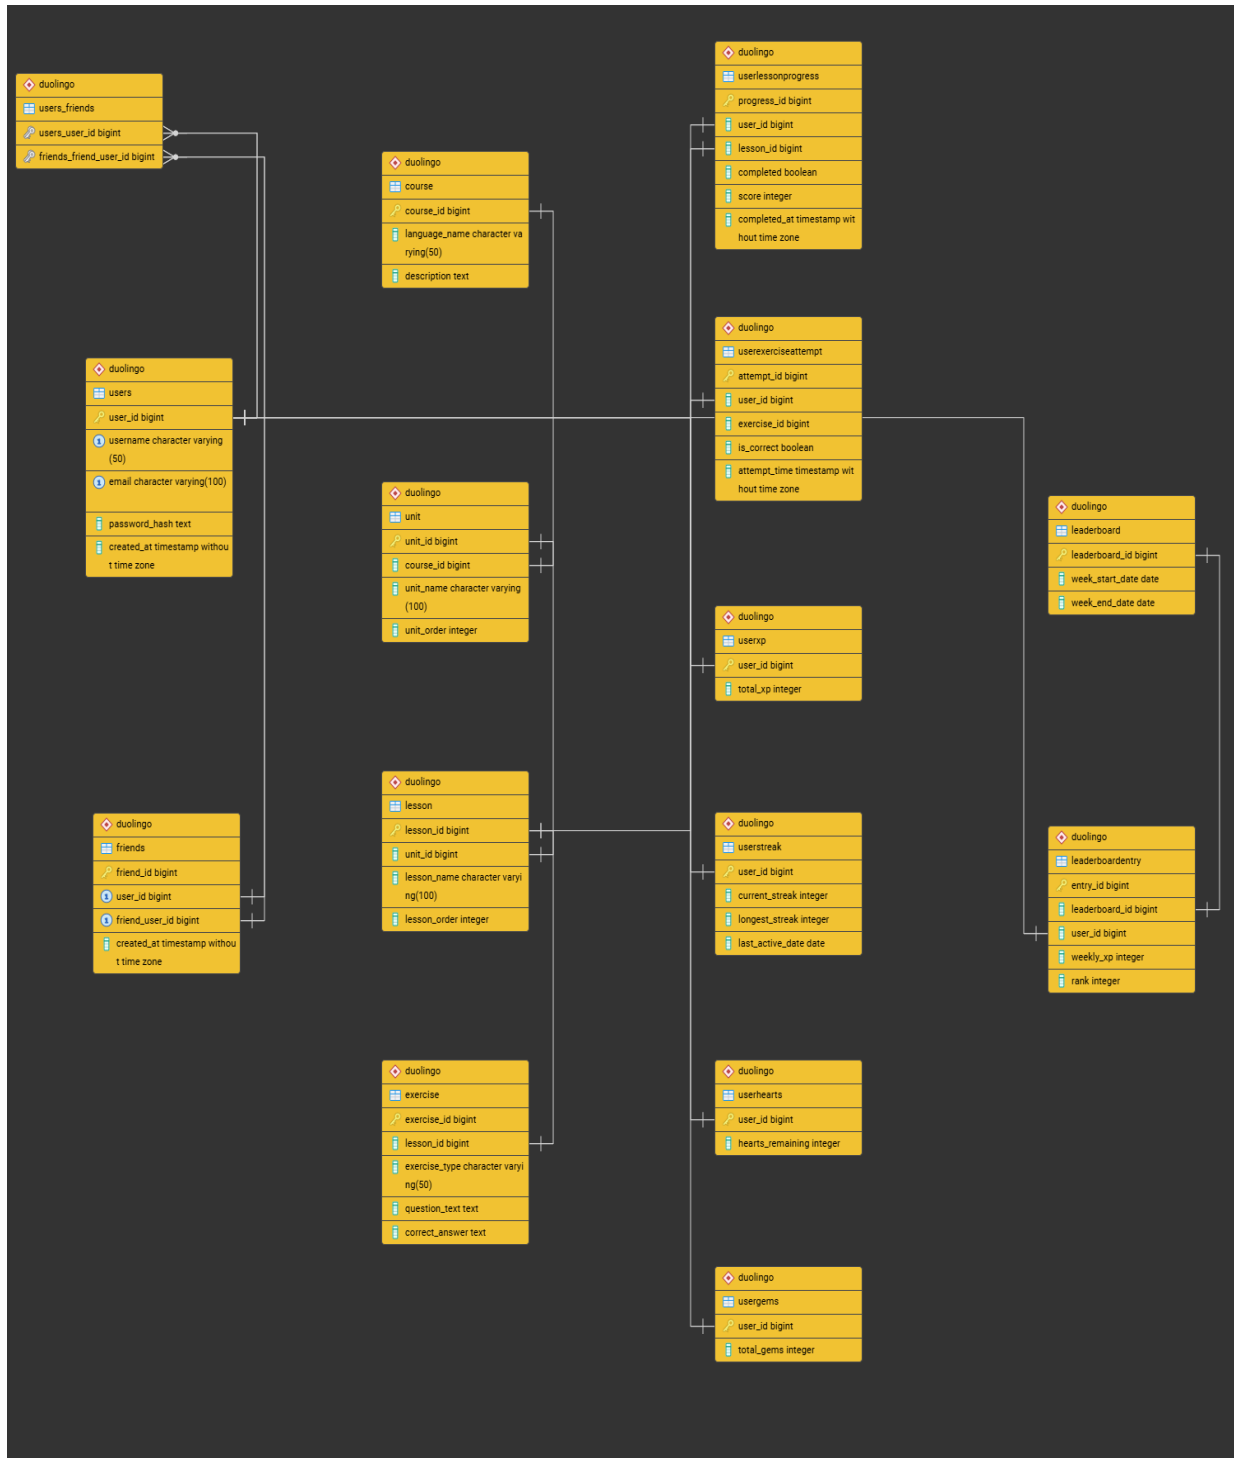 duolingo
users_friends
users_user_id bigint
friends_friend_user_id bigint
duolingo
users
user_id bigint
username character varying
(50)
email character varying(100)
password_hash text
created_at timestamp withou
t time zone
duolingo
friends
friend_id bigint
user_id bigint
friend_user_id bigint
created_at timestamp withou
t time zone
duolingo
course
course_id bigint
language_name character va
rying(50)
description text
duolingo
unit
unit_id bigint
course_id bigint
unit_name character varying
(100)
unit_order integer
duolingo
lesson
lesson_id bigint
unit_id bigint
lesson_name character varyi
ng(100)
lesson_order integer
duolingo
exercise
exercise_id bigint
lesson_id bigint
exercise_type character varyi
ng(50)
question_text text
correct_answer text
duolingo
userlessonprogress
progress_id bigint
user_id bigint
lesson_id bigint
completed boolean
score integer
completed_at timestamp wit
hout time zone
duolingo
userexerciseattempt
attempt_id bigint
user_id bigint
exercise_id bigint
is_correct boolean
attempt_time timestamp wit
hout time zone
duolingo
userxp
user_id bigint
total_xp integer
duolingo
userstreak
user_id bigint
current_streak integer
longest_streak integer
last_active_date date
duolingo
userhearts
user_id bigint
hearts_remaining integer
duolingo
usergems
user_id bigint
total_gems integer
duolingo
leaderboard
leaderboard_id bigint
week_start_date date
week_end_date date
duolingo
leaderboardentry
entry_id bigint
leaderboard_id bigint
user_id bigint
weekly_xp integer
rank integer